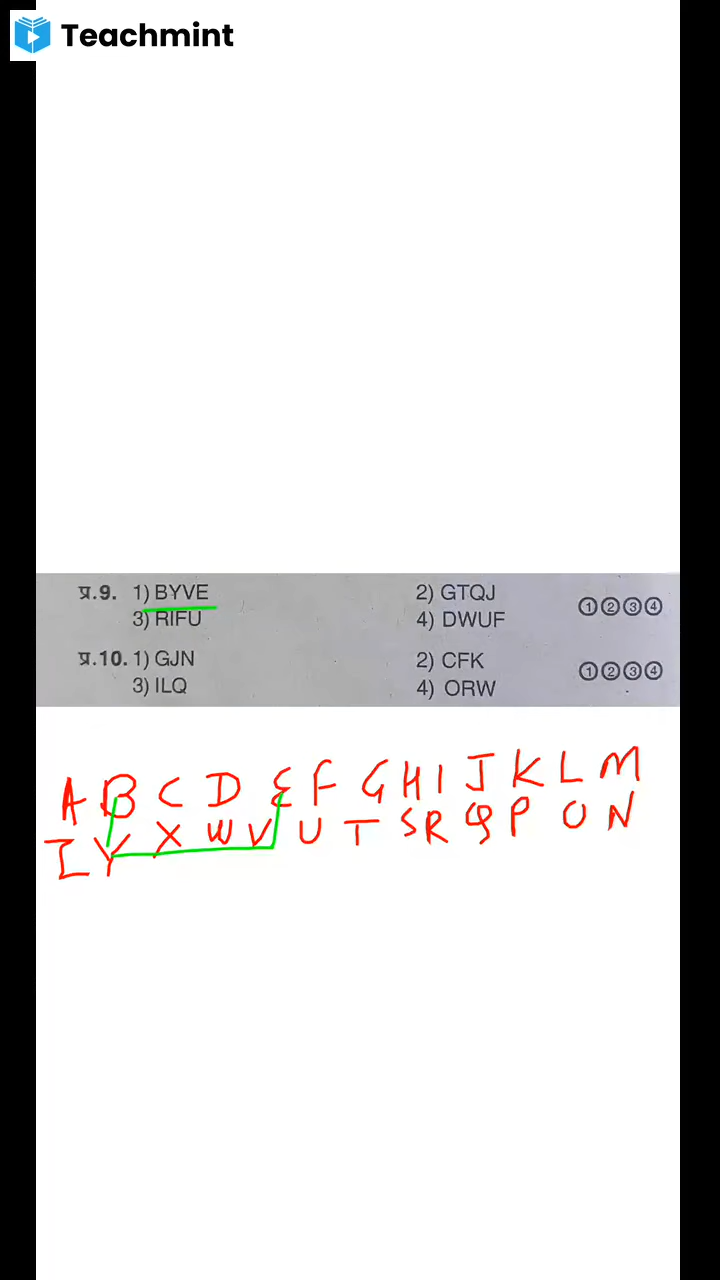 Teachmint
प्र.9. 1) BYVE 2) GTQJ ①②③④
3) RIFU 4) DWUF
प्र.10. 1) GJN 2) CFK ①②③④
3) ILQ 4) ORW
A B C D E F G H I J K L M
Z Y X W V U T S R Q P O N